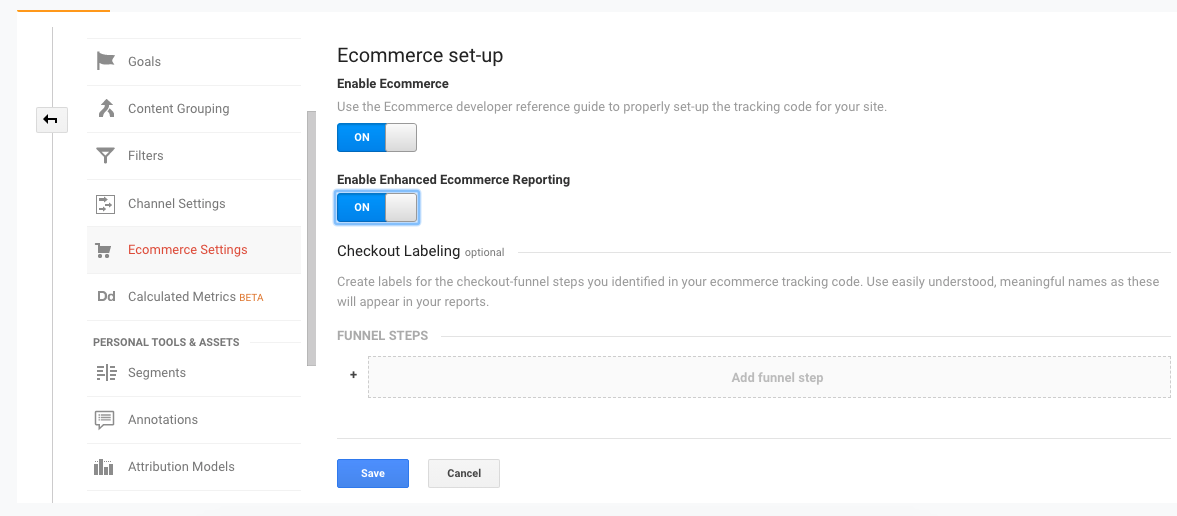 Goals
Content Grouping
Filters
Channel Settings
Ecommerce Settings
Dd Calculated Metrics BETA
PERSONAL TOOLS & ASSETS
Segments
Annotations
Attribution Models
Ecommerce set-up
Enable Ecommerce
Use the Ecommerce developer reference guide to properly set-up the tracking code for your site.
ON
Enable Enhanced Ecommerce Reporting
ON
Checkout Labeling optional
Create labels for the checkout-funnel steps you identified in your ecommerce tracking code. Use easily understood, meaningful names as these
will appear in your reports.
FUNNEL STEPS
+ Add funnel step
Save Cancel